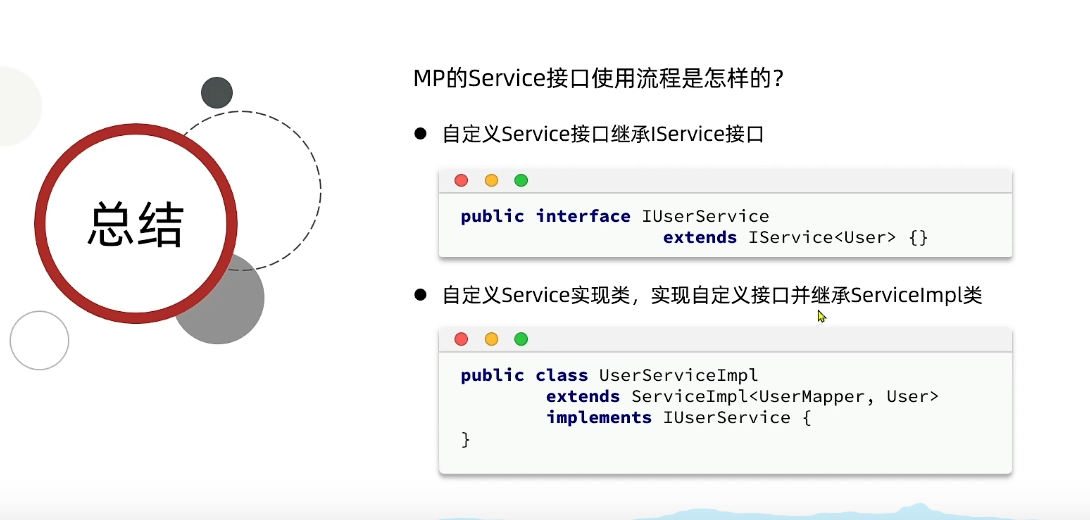 总结
MP的Service接口使用流程是怎样的？
● 自定义Service接口继承IService接口
public interface IUserService
extends IService<User> {}
● 自定义Service实现类，实现自定义接口并继承ServiceImpl类
public class UserServiceImpl
extends ServiceImpl<UserMapper, User>
implements IUserService {
}